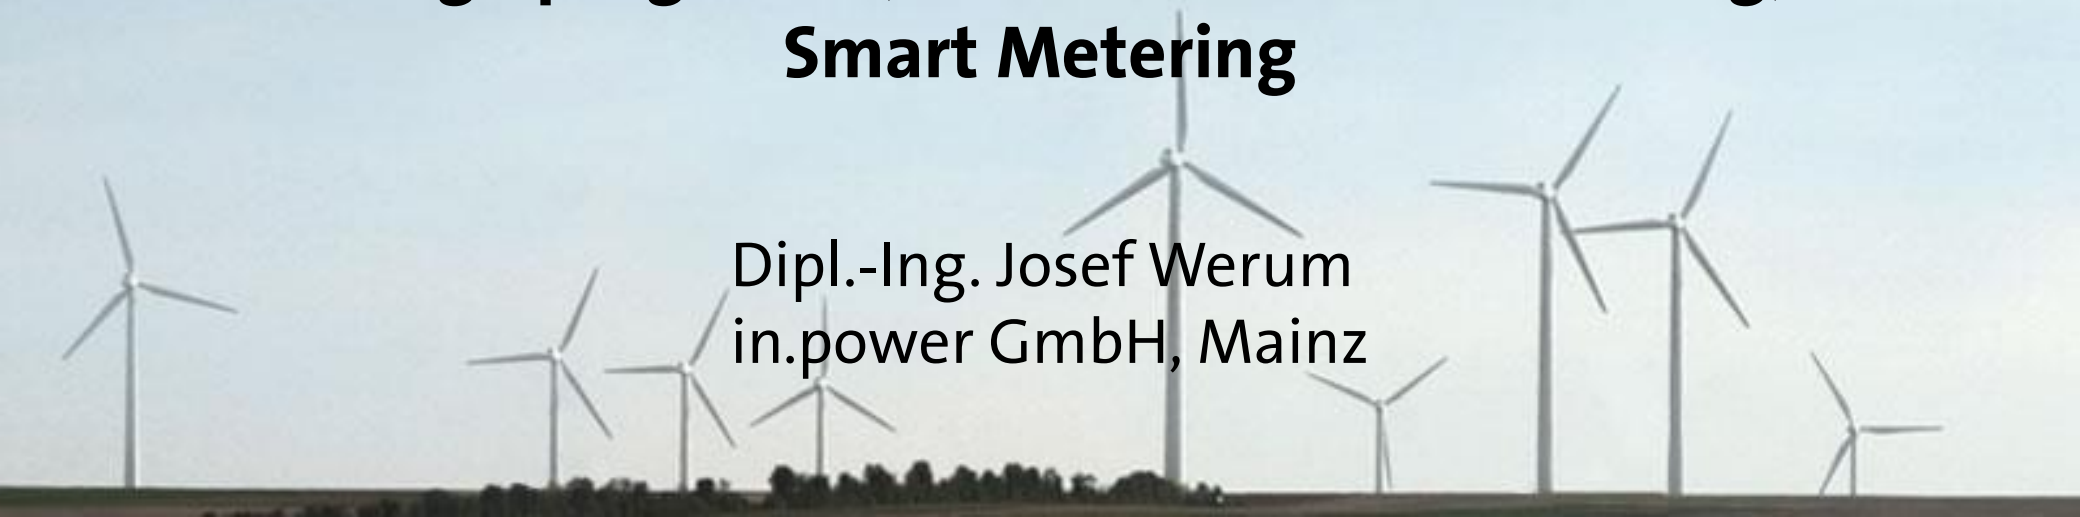 Smart Metering
Dipl.-Ing. Josef Werum
in.power GmbH, Mainz